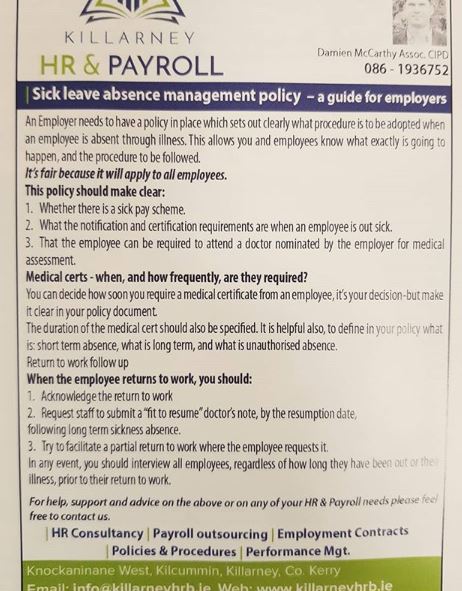 KILLARNEY
HR & PAYROLL
Damien McCarthy Assoc. CIPD
086 - 1936752
Sick leave absence management policy – a guide for employers
An Employer needs to have a policy in place which sets out clearly what procedure is to be adopted when
an employee is absent through illness. This allows you and employees know what exactly is going to
happen, and the procedure to be followed.
It's fair because it will apply to all employees.
This policy should make clear:
1. Whether there is a sick pay scheme.
2. What the notification and certification requirements are when an employee is out sick.
3. That the employee can be required to attend a doctor nominated by the employer for medical
assessment.
Medical certs - when, and how frequently, are they required?
You can decide how soon you require a medical certificate from an employee, it's your decision-but make
it clear in your policy document.
The duration of the medical cert should also be specified. It is helpful also, to define in your policy what
is: short term absence, what is long term, and what is unauthorised absence.
Return to work follow up
When the employee returns to work, you should:
1. Acknowledge the return to work
2. Request staff to submit a "fit to resume" doctor's note, by the resumption date,
following long term sickness absence.
3. Try to facilitate a partial return to work where the employee requests it.
In any event, you should interview all employees, regardless of how long they have been out or their
illness, prior to their return to work.
For help, support and advice on the above or on any of your HR & Payroll needs please feel
free to contact us.
| HR Consultancy | Payroll outsourcing | Employment Contracts
| Policies & Procedures | Performance Mgt.
Knockaninane West, Kilcummin, Killarney, Co. Kerry
Email: info@killarneyhrb.ie Web: www.killarneyhrb.ie